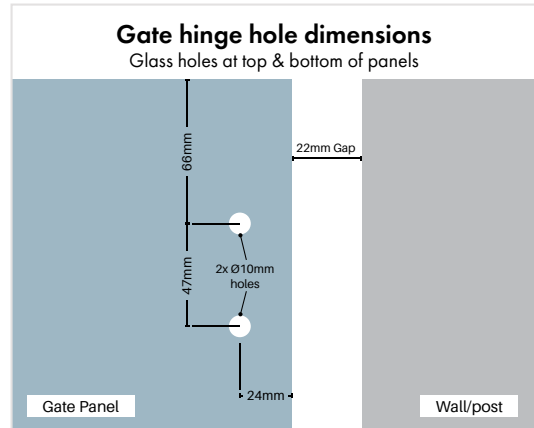 Gate hinge hole dimensions
Glass holes at top & bottom of panels
66mm
22mm Gap
47mm
2x Ø10mm
holes
24mm
Gate Panel
Wall/post